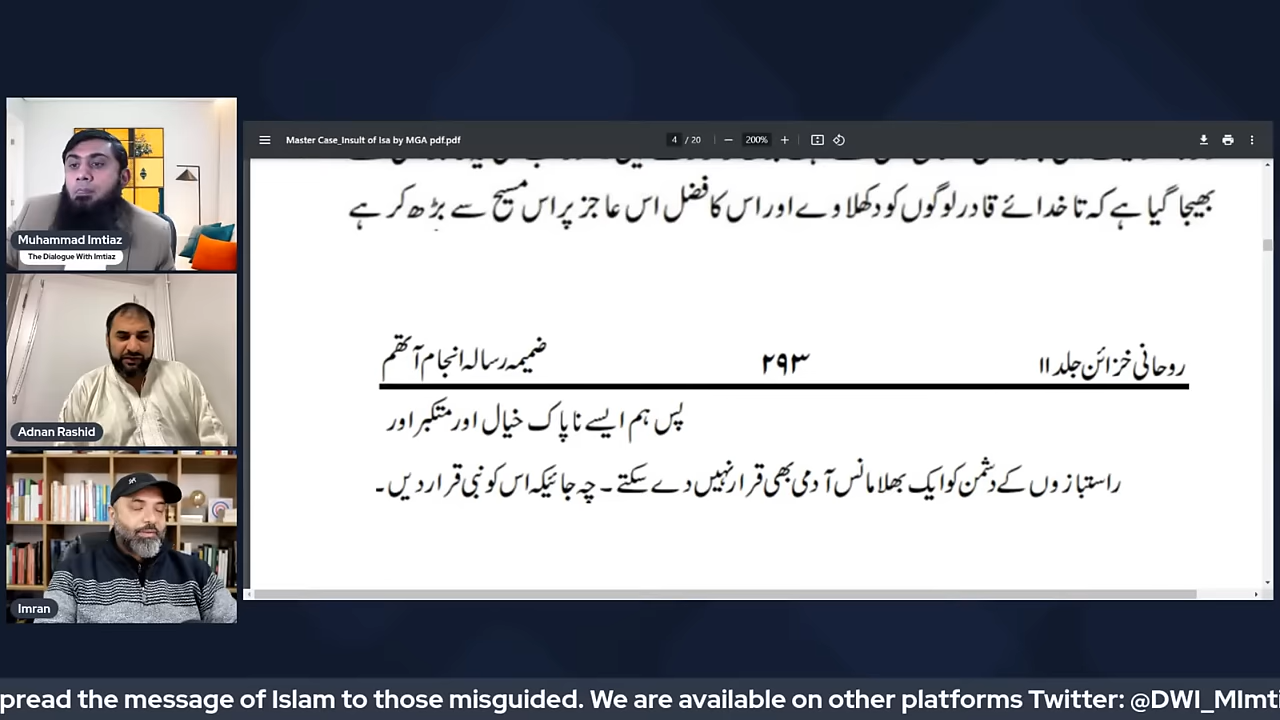 Master Case_Insult of Isa by MGA pdf.pdf
4 / 20
200%
بھیجا گیا ہے کہ تا خدائے قادر لوگوں کو دکھلاوے اور اس کا فضل اس عاجز پر اس مسیح سے بڑھ کر ہے
روحانی خزائن جلد ۱۱
۲۹۳
ضمیمہ رسالہ انجام آتھم
پس ہم ایسے ناپاک خیال اور متکبر اور
راستبازوں کے دشمن کو ایک بھلا مانس آدمی بھی قرار نہیں دے سکتے ۔ چہ جائیکہ اس کو نبی قرار دیں ۔
Muhammad Imtiaz
The Dialogue With Imtiaz
Adnan Rashid
Imran
pread the message of Islam to those misguided. We are available on other platforms Twitter: @DWI_MImti